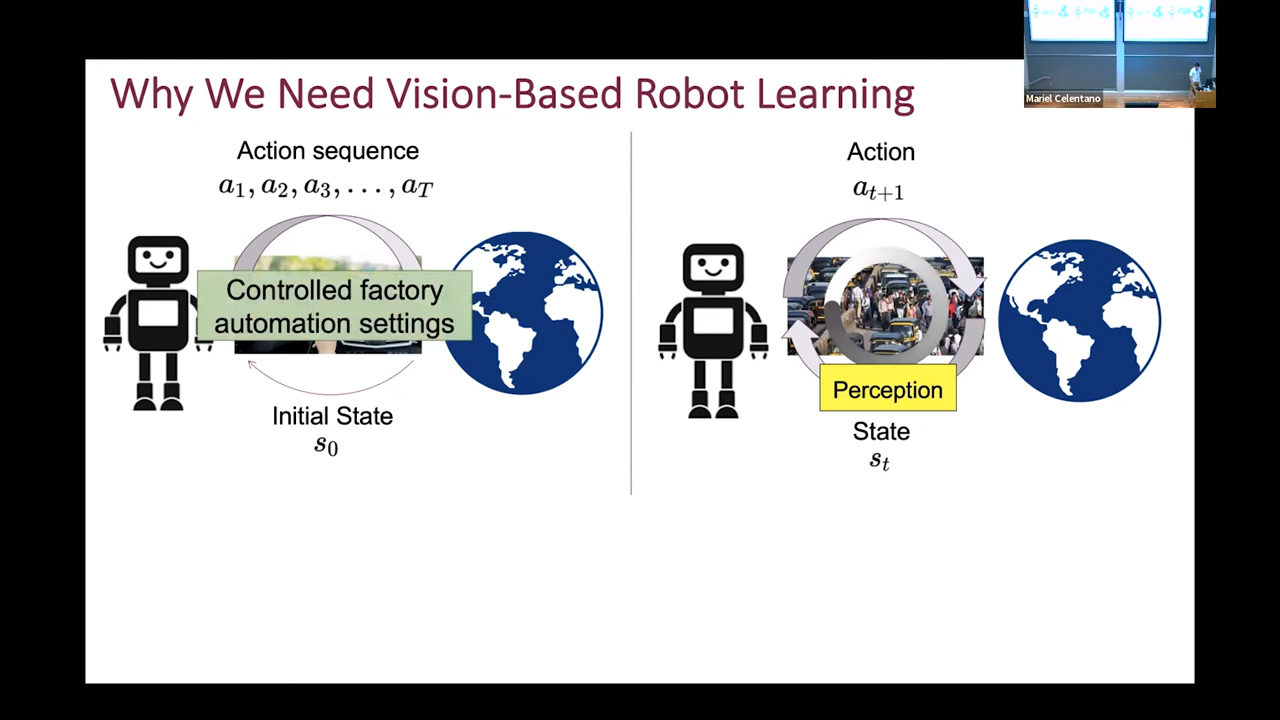 Why We Need Vision-Based Robot Learning
Mariel Celentano
Action sequence
a₁, a₂, a₃, . . . , a_T
Controlled factory
automation settings
Initial State
s₀
Action
a_{t+1}
Perception
State
s_t